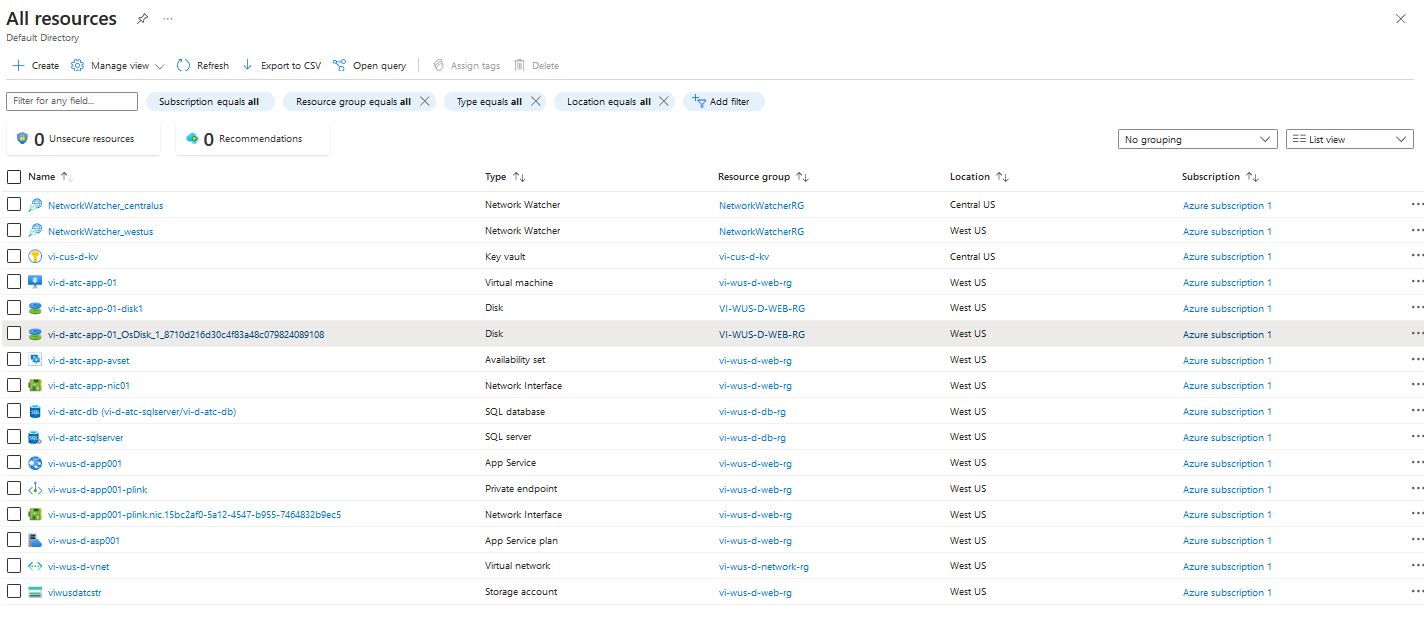 All resources
Default Directory
Create Manage view Refresh Export to CSV Open query Assign tags Delete
Filter for any field... Subscription equals all Resource group equals all Type equals all Location equals all Add filter
0 Unsecure resources 0 Recommendations No grouping List view
Name Type Resource group Location Subscription
NetworkWatcher_centralus Network Watcher NetworkWatcherRG Central US Azure subscription 1
NetworkWatcher_westus Network Watcher NetworkWatcherRG West US Azure subscription 1
vi-cus-d-kv Key vault vi-cus-d-kv Central US Azure subscription 1
vi-d-atc-app-01 Virtual machine vi-wus-d-web-rg West US Azure subscription 1
vi-d-atc-app-01-disk1 Disk VI-WUS-D-WEB-RG West US Azure subscription 1
vi-d-atc-app-01_OsDisk_1_8710d216d30c4f83a48c079824089108 Disk VI-WUS-D-WEB-RG West US Azure subscription 1
vi-d-atc-app-avset Availability set vi-wus-d-web-rg West US Azure subscription 1
vi-d-atc-app-nic01 Network Interface vi-wus-d-web-rg West US Azure subscription 1
vi-d-atc-db (vi-d-atc-sqlserver/vi-d-atc-db) SQL database vi-wus-d-db-rg West US Azure subscription 1
vi-d-atc-sqlserver SQL server vi-wus-d-db-rg West US Azure subscription 1
vi-wus-d-app001 App Service vi-wus-d-web-rg West US Azure subscription 1
vi-wus-d-app001-plink Private endpoint vi-wus-d-web-rg West US Azure subscription 1
vi-wus-d-app001-plink.nic.15bc2af0-5a12-4547-b955-7464832b9ec5 Network Interface vi-wus-d-web-rg West US Azure subscription 1
vi-wus-d-asp001 App Service plan vi-wus-d-web-rg West US Azure subscription 1
vi-wus-d-vnet Virtual network vi-wus-d-network-rg West US Azure subscription 1
viwusdatcstr Storage account vi-wus-d-web-rg West US Azure subscription 1